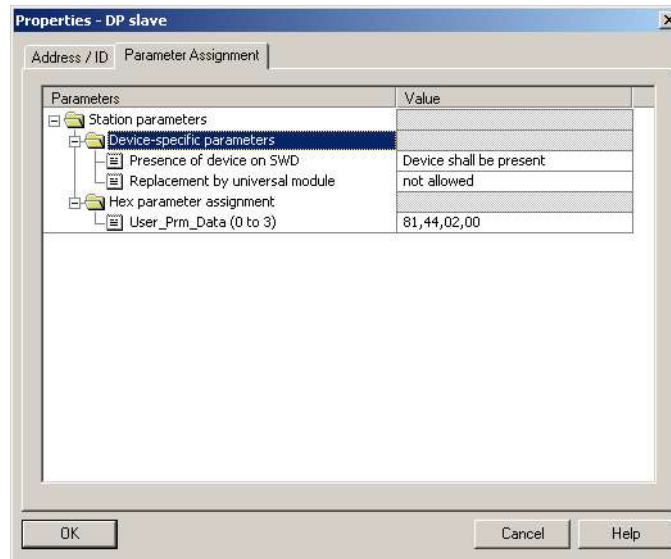 Properties - DP slave
Address / ID Parameter Assignment
Parameters Value
Station parameters
Device-specific parameters
Presence of device on SWD Device shall be present
Replacement by universal module not allowed
Hex parameter assignment
User_Prm_Data (0 to 3) 81,44,02,00
OK Cancel Help